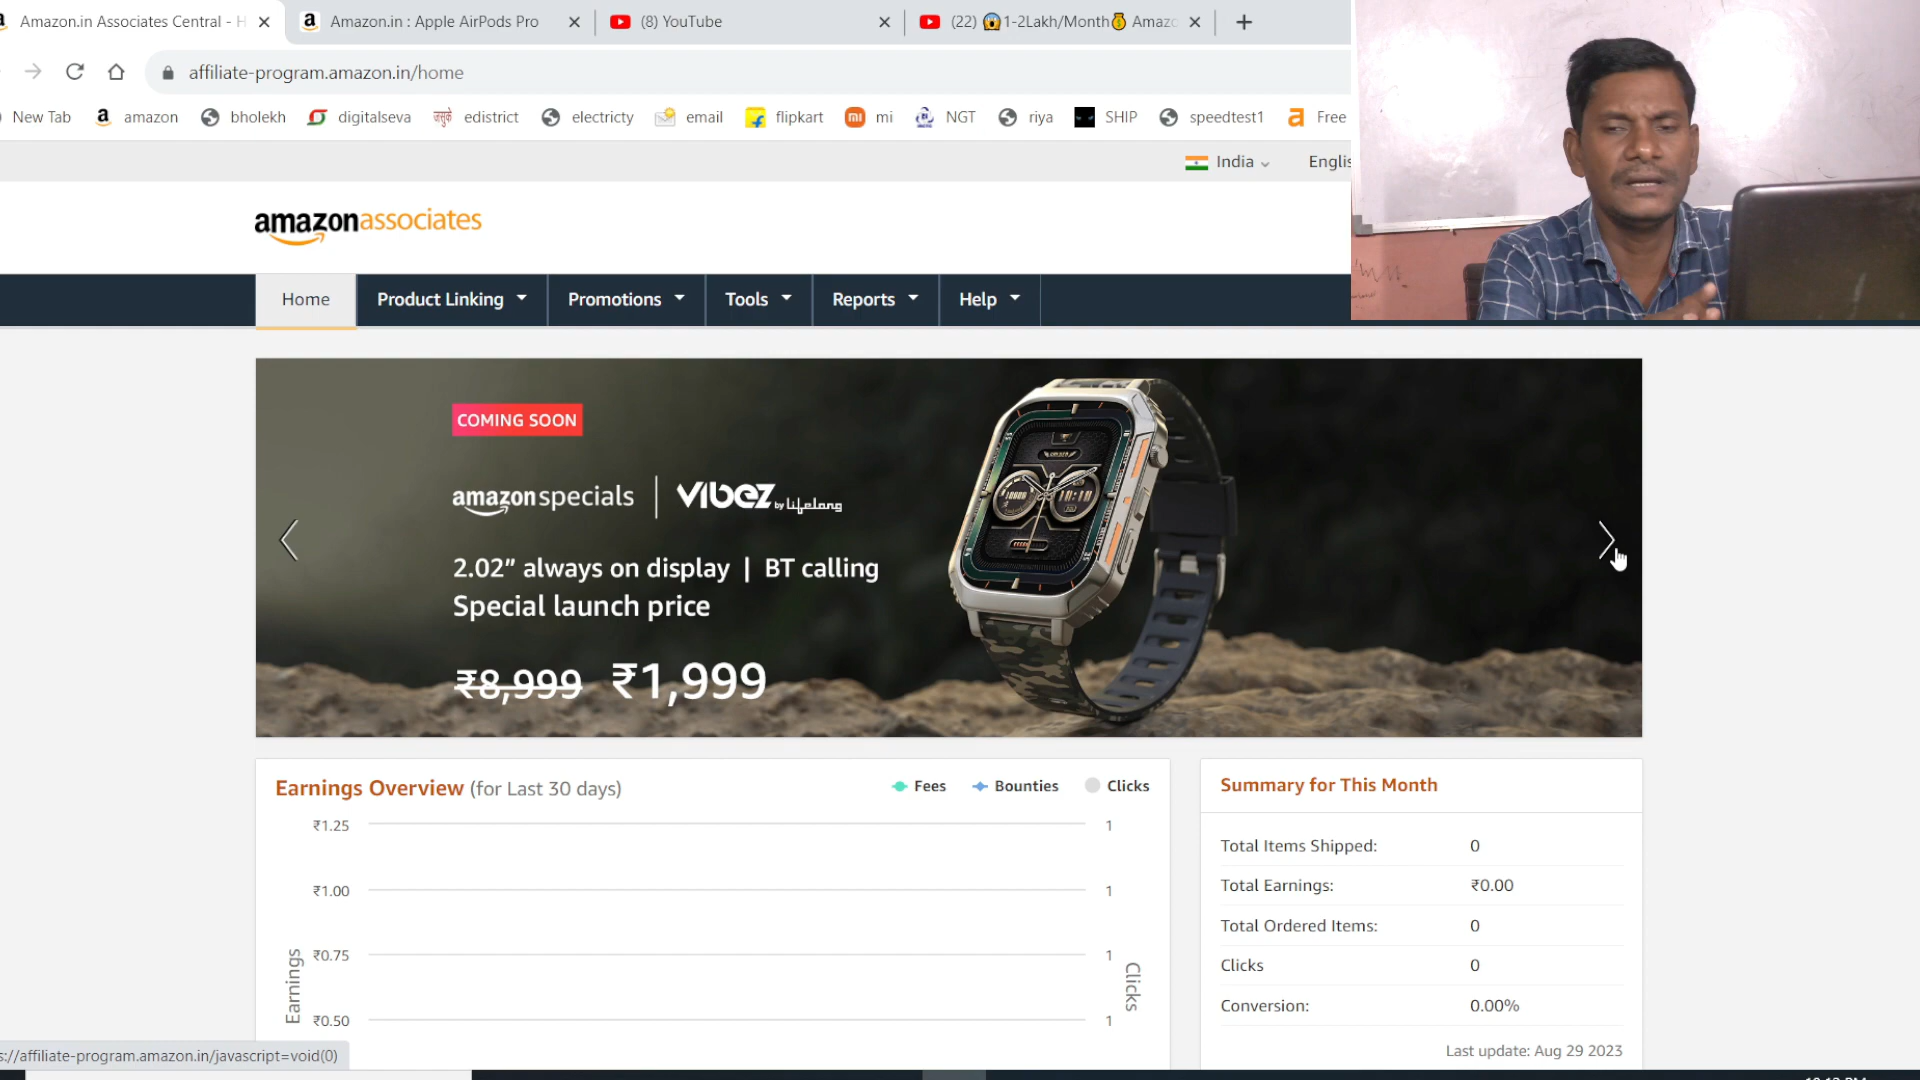 Amazon.in Associates Central - H
Amazon.in : Apple AirPods Pro
(8) YouTube
(22) 😱1-2Lakh/Month💰 Amazo
affiliate-program.amazon.in/home
New Tab
amazon
bholekh
digitalseva
edistrict
electricty
email
flipkart
mi
NGT
riya
SHIP
speedtest1
Free
India
Englis
amazonassociates
Home
Product Linking
Promotions
Tools
Reports
Help
COMING SOON
amazonspecials | Vibez by Lifelong
2.02” always on display | BT calling
Special launch price
₹8,999 ₹1,999
Earnings Overview (for Last 30 days)
Fees
Bounties
Clicks
₹1.25
1
₹1.00
1
₹0.75
1
₹0.50
1
Earnings
Clicks
Summary for This Month
Total Items Shipped: 0
Total Earnings: ₹0.00
Total Ordered Items: 0
Clicks 0
Conversion: 0.00%
Last update: Aug 29 2023
s://affiliate-program.amazon.in/javascript=void(0)